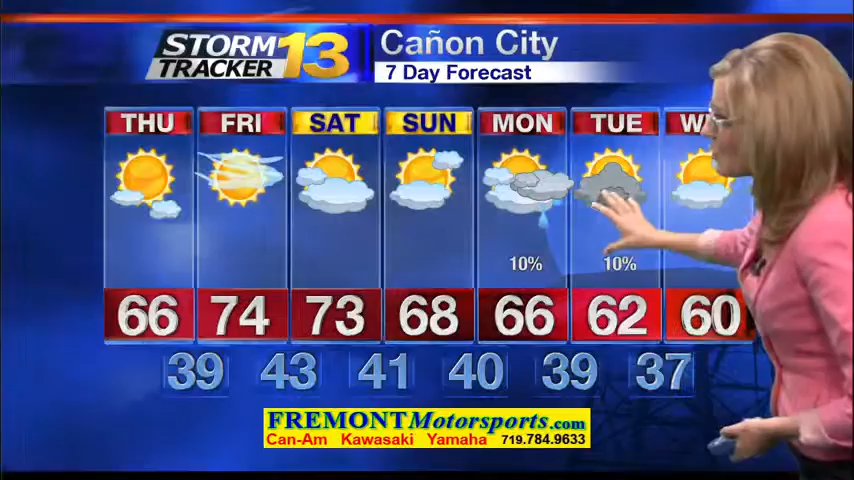 STORM
TRACKER 13
Cañon City
7 Day Forecast
THU FRI SAT SUN MON TUE
10% 10%
66 74 73 68 66 62 60
39 43 41 40 39 37
FREMONTMotorsports.com
Can-Am Kawasaki Yamaha 719.784.9633